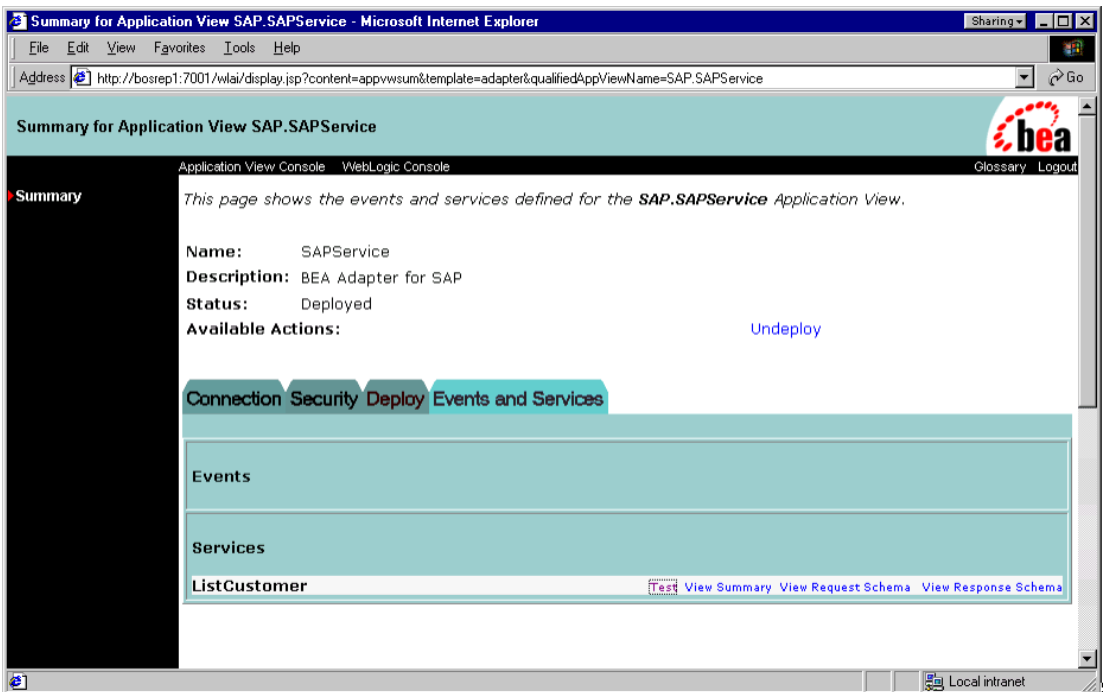 Summary for Application View SAP.SAPService - Microsoft Internet Explorer Sharing
File Edit View Favorites Tools Help
Address http://bosrep1:7001/wlai/display.jsp?content=appvwsum&template=adapter&qualifiedAppViewName=SAP.SAPService Go
Summary for Application View SAP.SAPService
bea
Application View Console WebLogic Console Glossary Logout
Summary
This page shows the events and services defined for the SAP.SAPService Application View.
Name: SAPService
Description: BEA Adapter for SAP
Status: Deployed
Available Actions: Undeploy
Connection Security Deploy Events and Services
Events
Services
ListCustomer Test View Summary View Request Schema View Response Schema
Local intranet